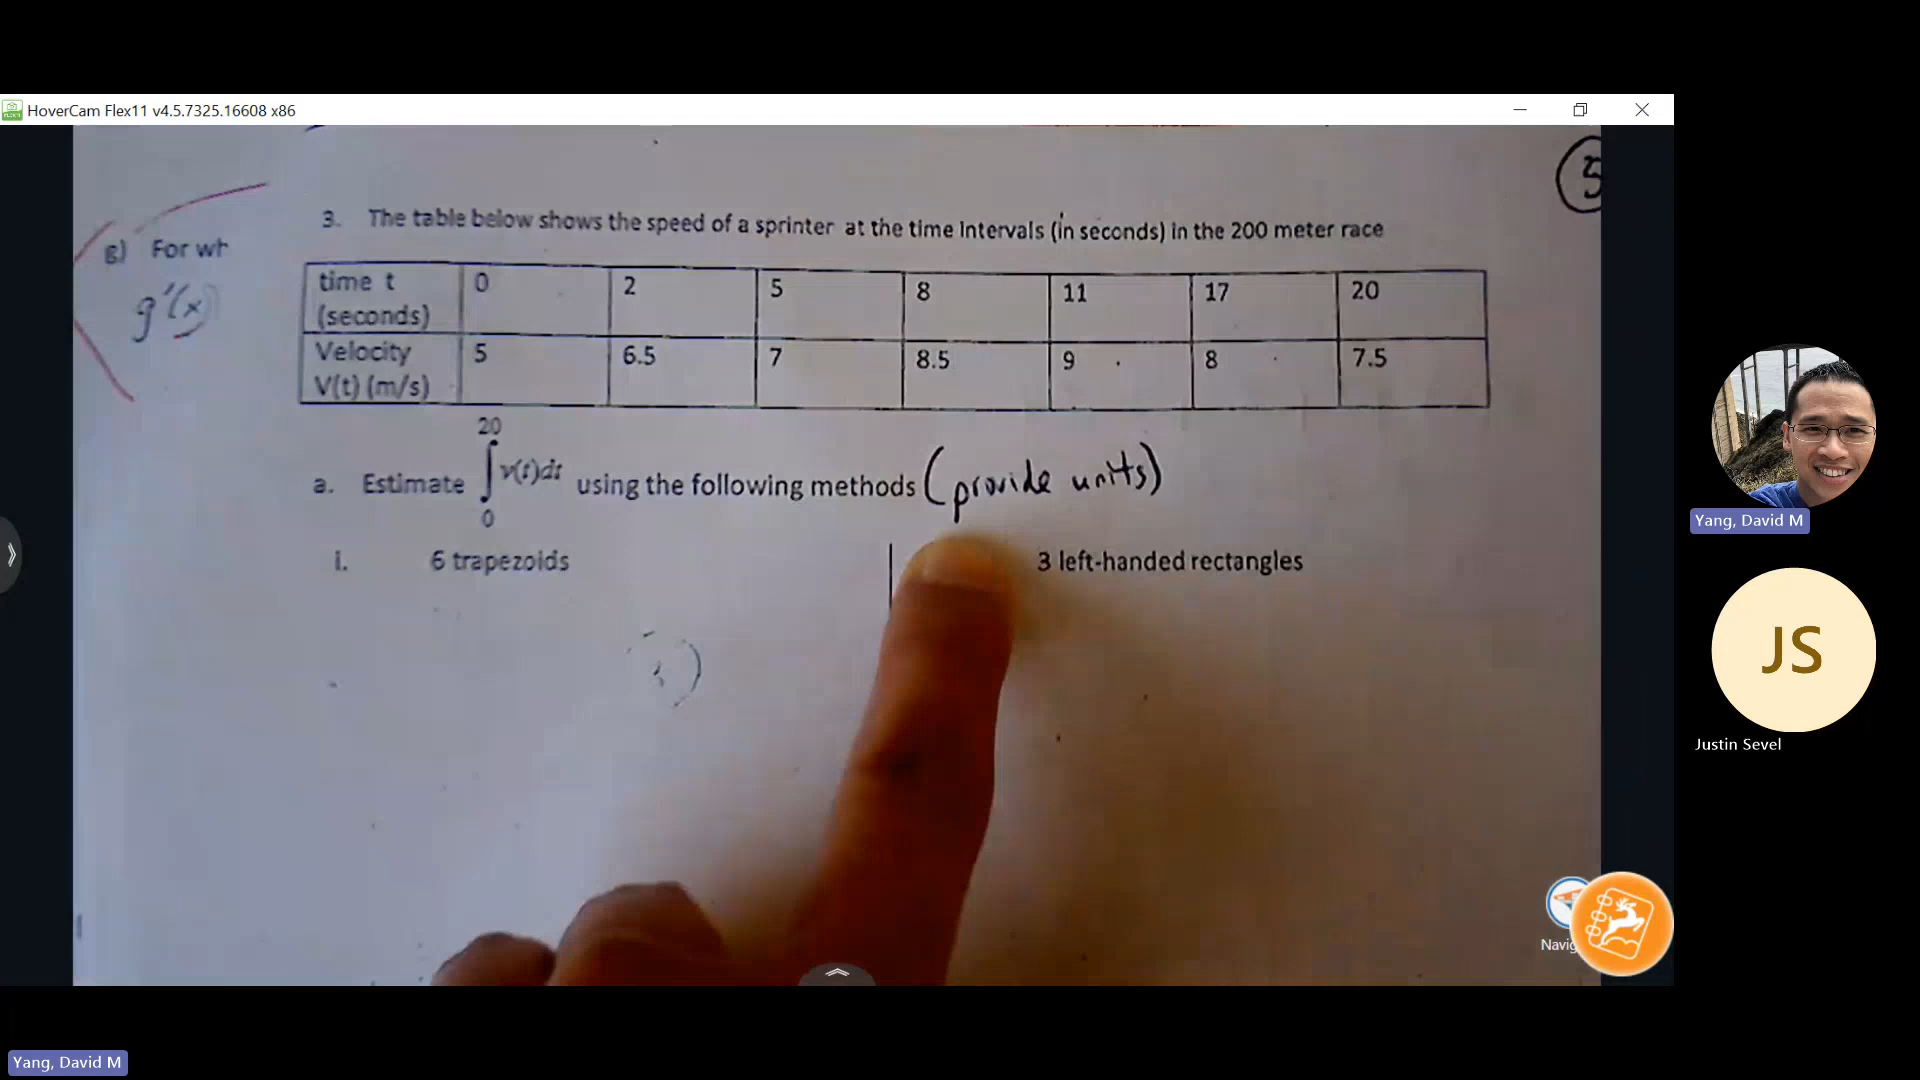 HoverCam Flex11 v4.5.7325.16608 x86
5
3. The table below shows the speed of a sprinter at the time intervals (in seconds) in the 200 meter race
g) For wh
g'(x)
time t (seconds) 0 2 5 8 11 17 20
Velocity V(t) (m/s) 5 6.5 7 8.5 9 8 7.5
a. Estimate ∫₀²⁰ v(t)dt using the following methods (provide units)
i. 6 trapezoids
3 left-handed rectangles
Yang, David M
JS
Justin Sevel
Yang, David M